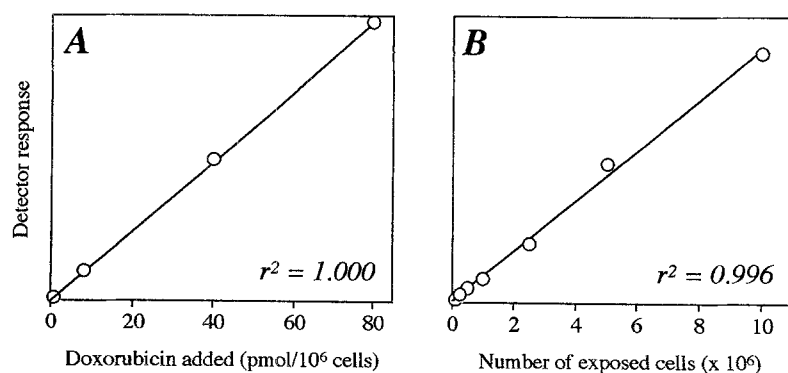 A
B
Detector response
r² = 1.000
r² = 0.996
0 20 40 60 80
0 2 4 6 8 10
Doxorubicin added (pmol/10⁶ cells)
Number of exposed cells (x 10⁶)